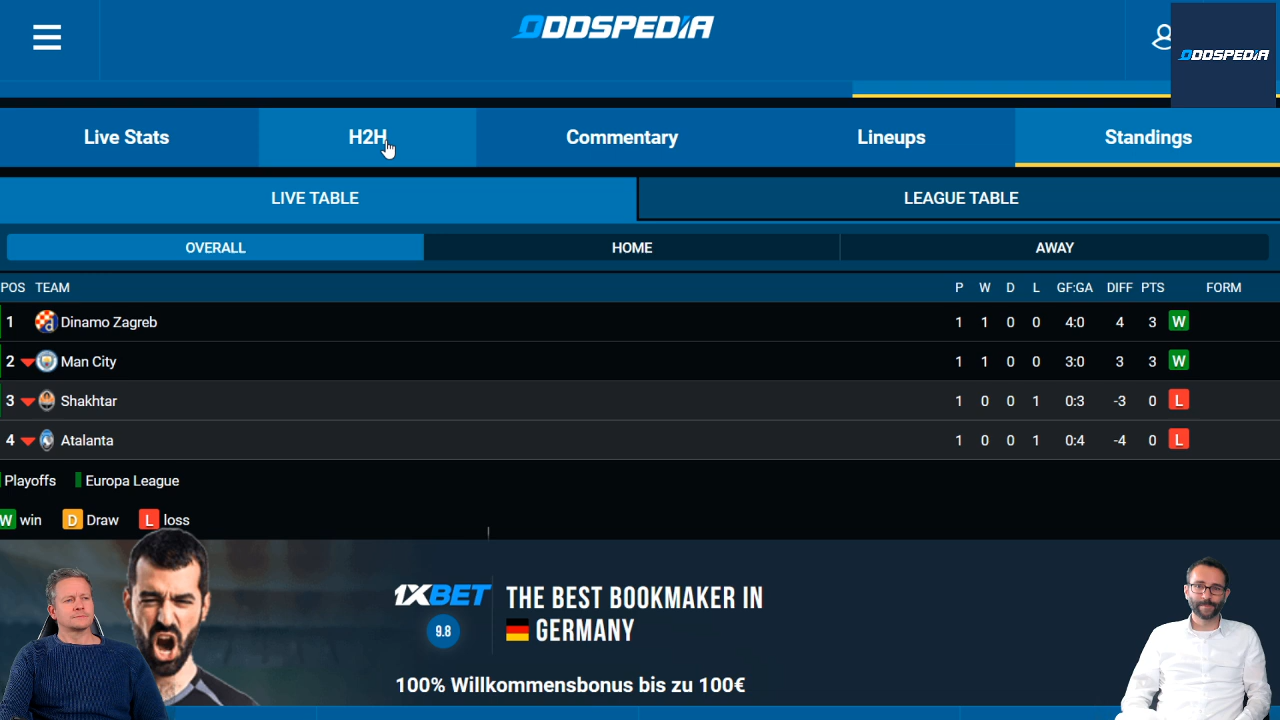 ODDSPEDIA
ODDSPEDIA
Live Stats H2H Commentary Lineups Standings
LIVE TABLE LEAGUE TABLE
OVERALL HOME AWAY
POS TEAM P W D L GF:GA DIFF PTS FORM
1 Dinamo Zagreb 1 1 0 0 4:0 4 3 W
2 Man City 1 1 0 0 3:0 3 3 W
3 Shakhtar 1 0 0 1 0:3 -3 0 L
4 Atalanta 1 0 0 1 0:4 -4 0 L
Playoffs Europa League
W win D Draw L loss
1XBET THE BEST BOOKMAKER IN
9.8 GERMANY
100% Willkommensbonus bis zu 100€